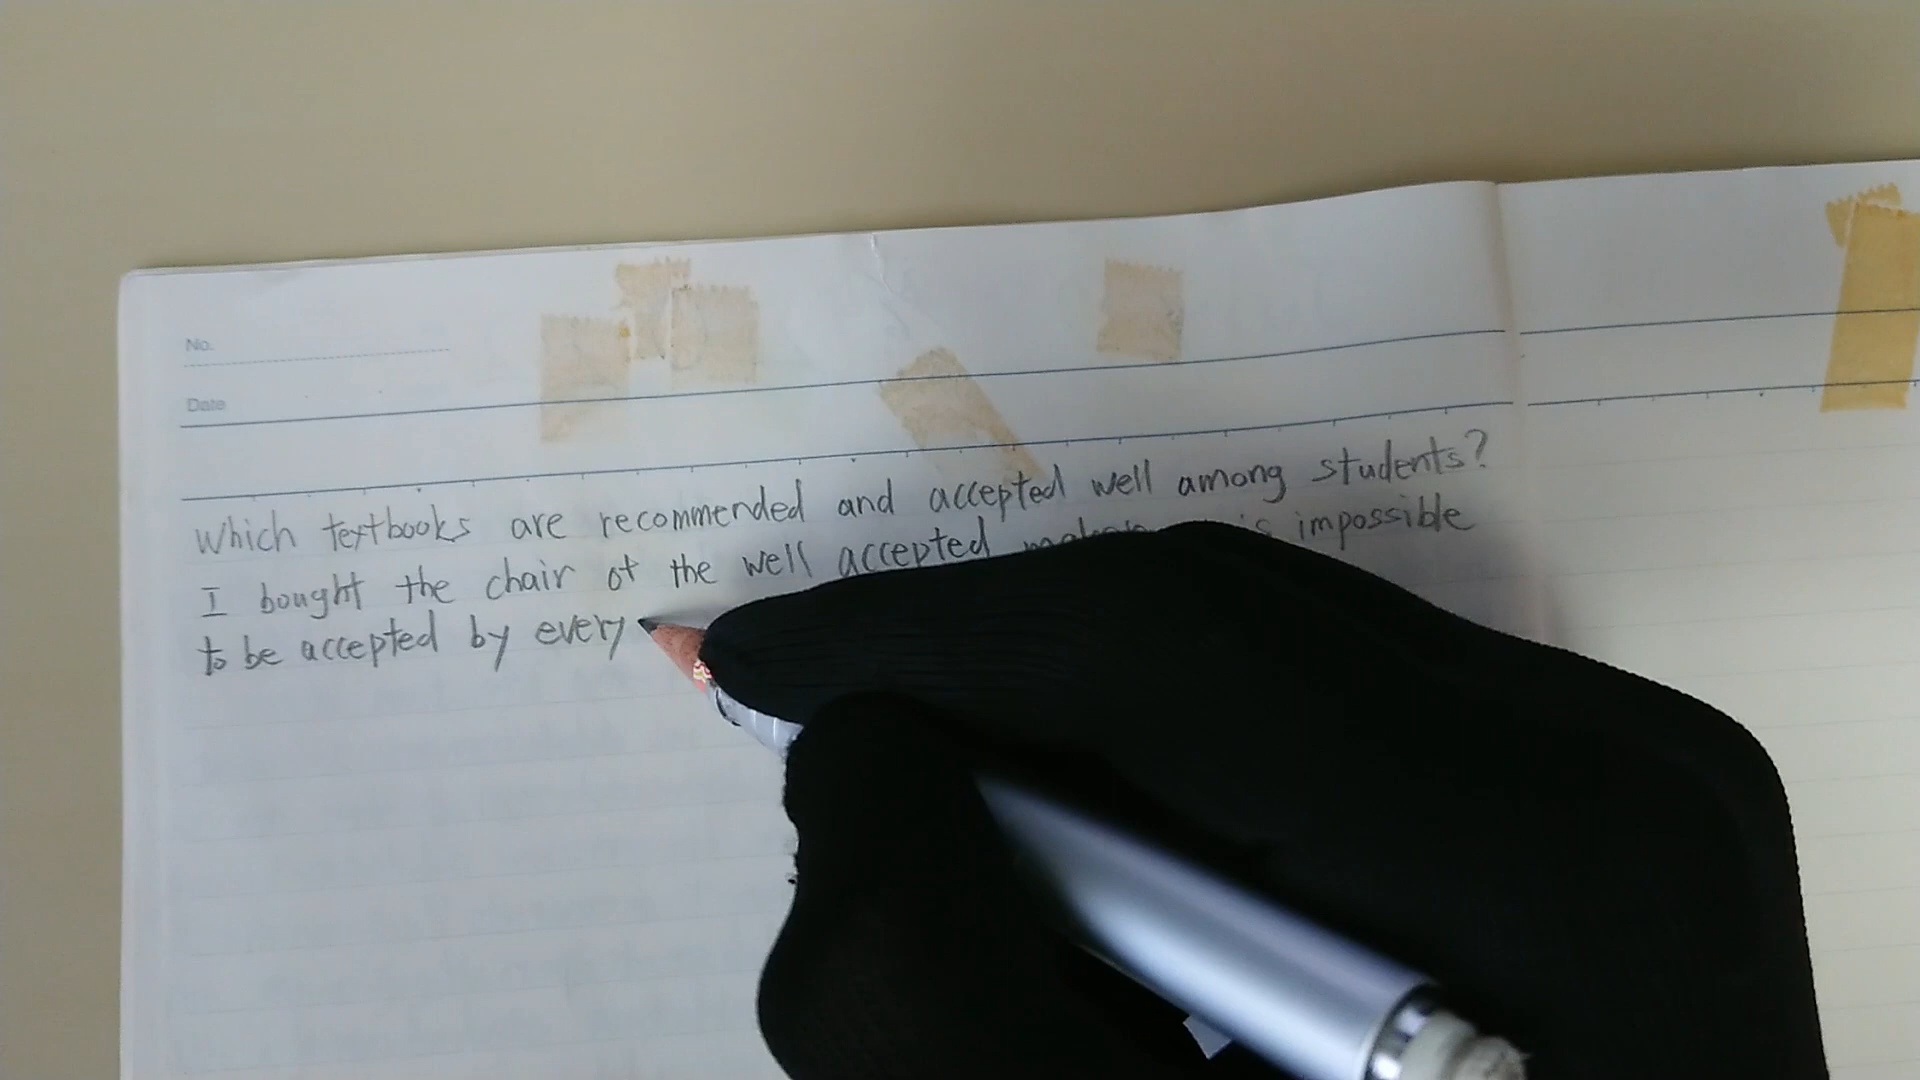 No.
Date
Which textbooks are recommended and accepted well among students?
I bought the chair of the well accepted impossible
to be accepted by every